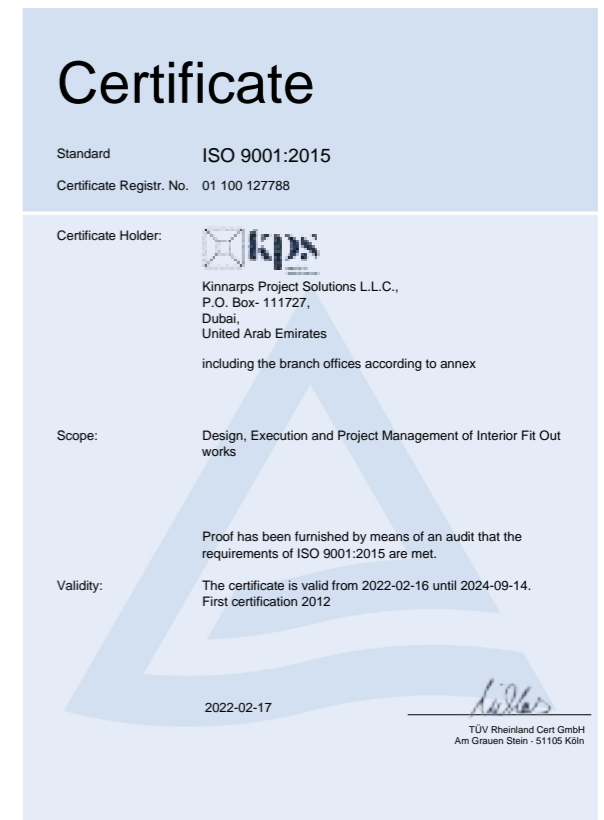 Certificate
Standard ISO 9001:2015
Certificate Registr. No. 01 100 127788
Certificate Holder:
kps
Kinnarps Project Solutions L.L.C.,
P.O. Box- 111727,
Dubai,
United Arab Emirates
including the branch offices according to annex
Scope: Design, Execution and Project Management of Interior Fit Out
works
Proof has been furnished by means of an audit that the
requirements of ISO 9001:2015 are met.
Validity: The certificate is valid from 2022-02-16 until 2024-09-14.
First certification 2012
2022-02-17
TÜV Rheinland Cert GmbH
Am Grauen Stein · 51105 Köln